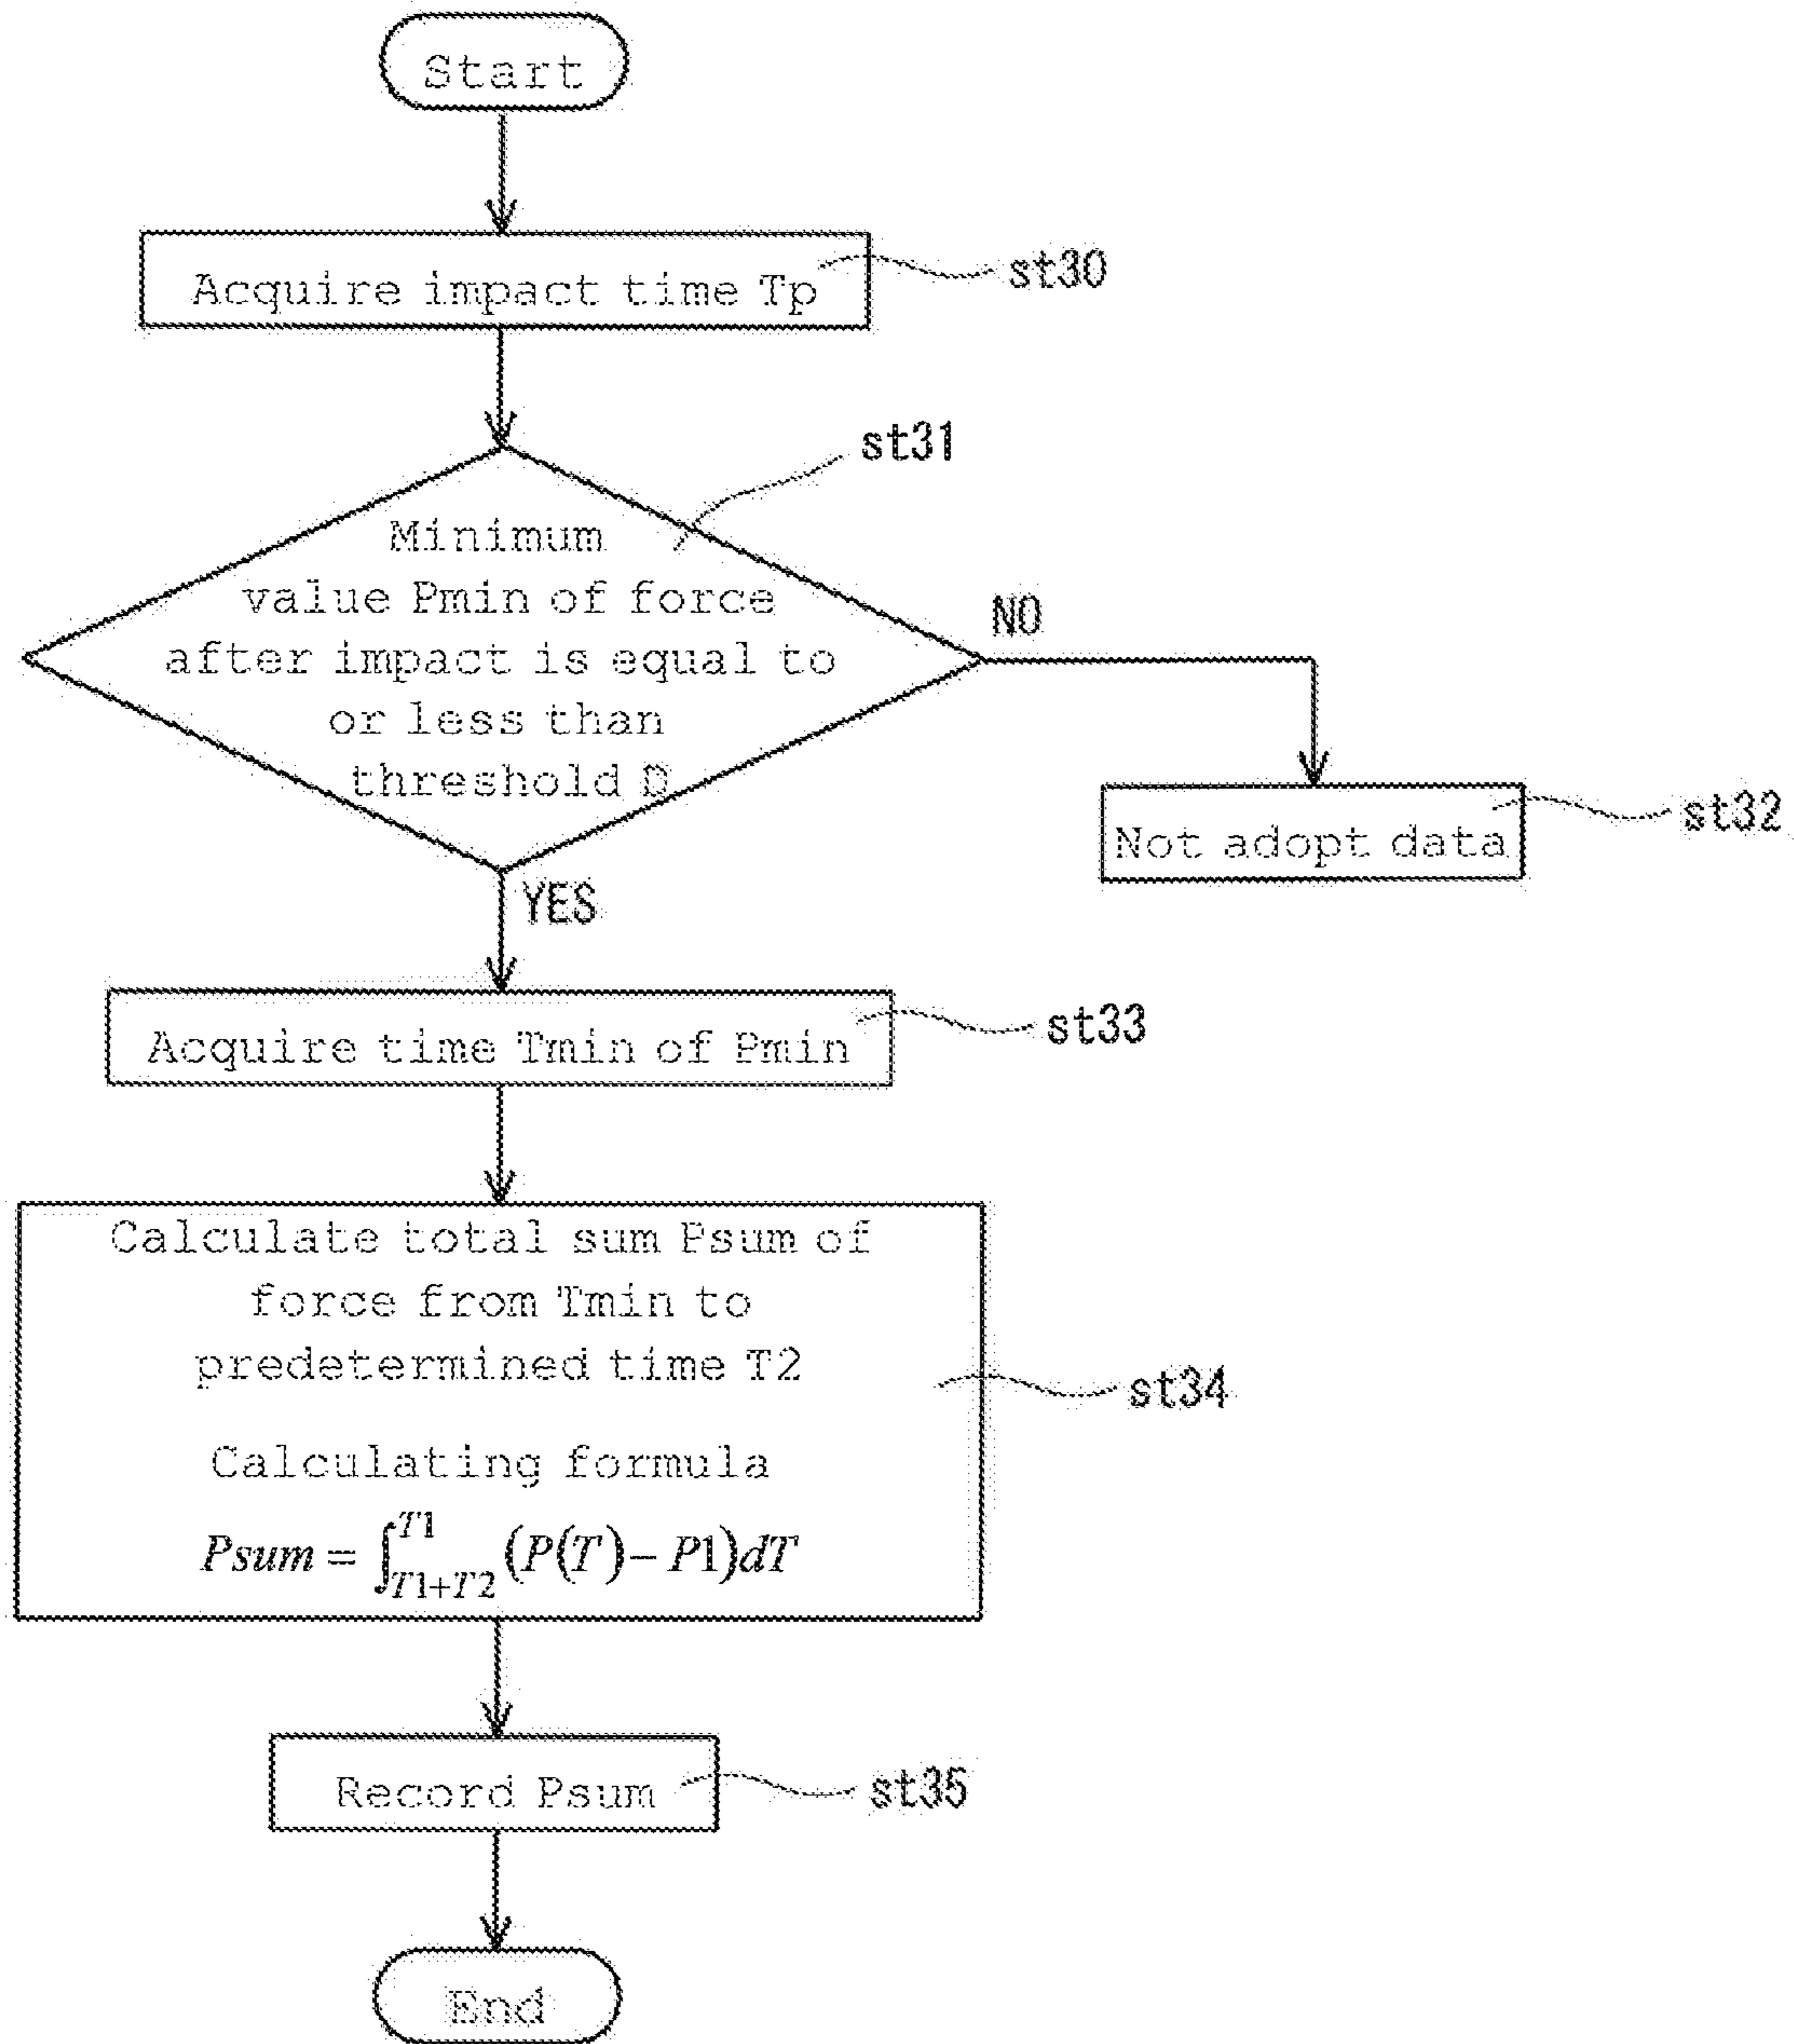 Start
Acquire impact time Tp
st30
st31
Minimum
value Pmin of force
after impact is equal to
or less than
threshold D
NO
Not adopt data
st32
YES
Acquire time Tmin of Pmin
st33
Calculate total sum Psum of
force from Tmin to
predetermined time T2
st34
Calculating formula
Psum = ∫_{T1+T2}^{T1} (P(T) - P1)dT
Record Psum
st35
End